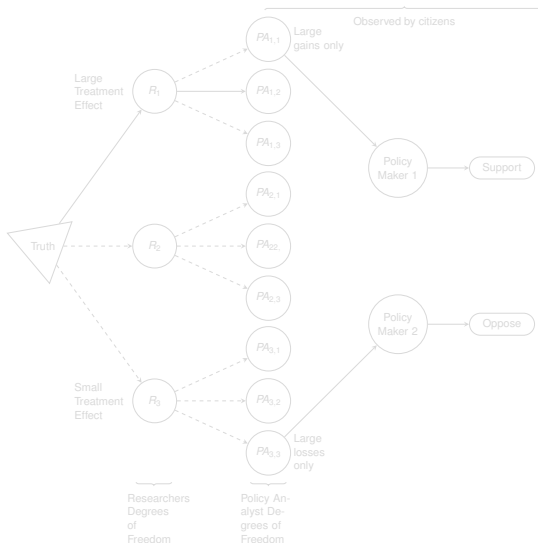 Observed by citizens
PA1,1
Large
gains only
Large
Treatment
Effect
R1
PA1,2
PA1,3
Policy
Maker 1
Support
PA2,1
Truth
R2
PA22,
PA2,3
Policy
Maker 2
Oppose
PA3,1
Small
Treatment
Effect
R3
PA3,2
PA3,3
Large
losses
only
Researchers
Degrees
of
Freedom
Policy An-
alyst De-
grees of
Freedom